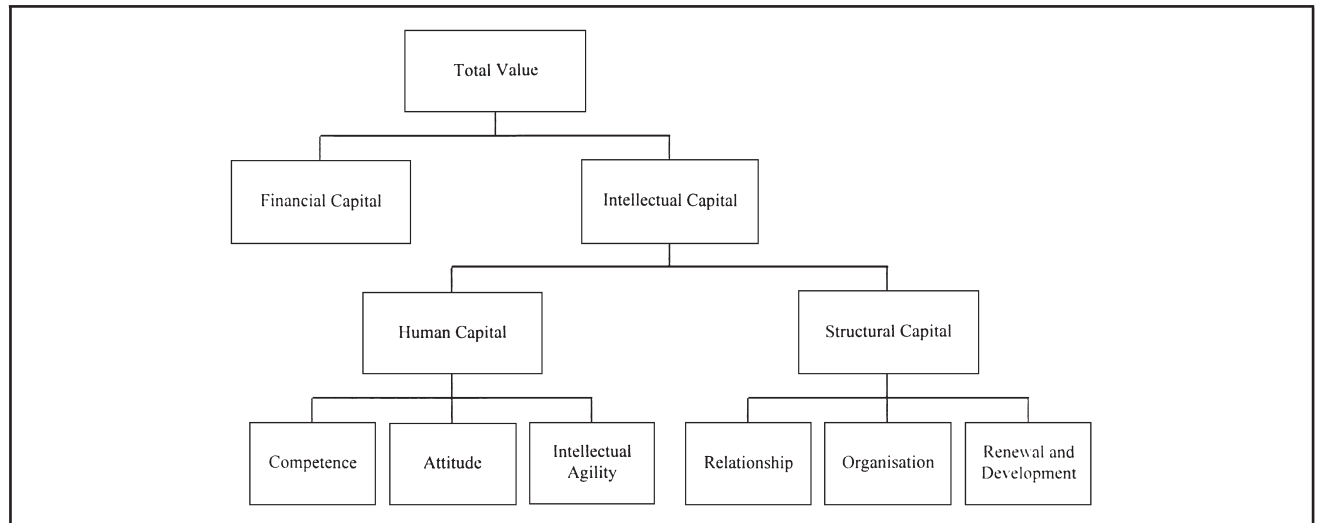 Total Value
Financial Capital
Intellectual Capital
Human Capital
Structural Capital
Competence
Attitude
Intellectual
Agility
Relationship
Organisation
Renewal and
Development